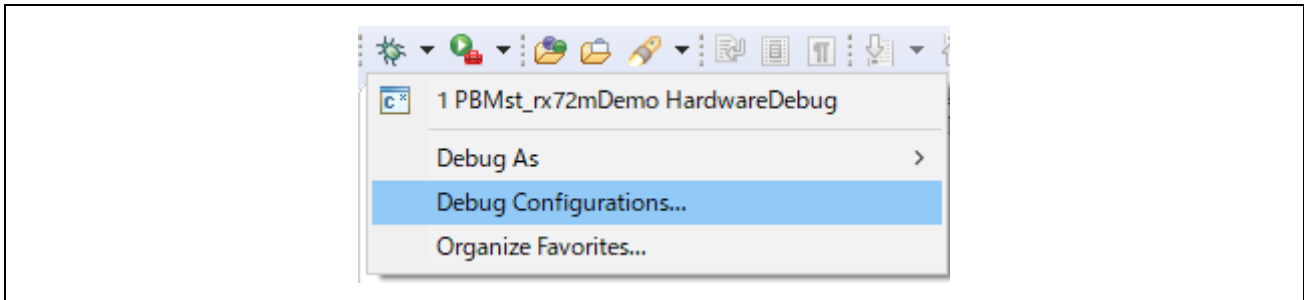 1 PBMst_rx72mDemo HardwareDebug
Debug As
Debug Configurations...
Organize Favorites...